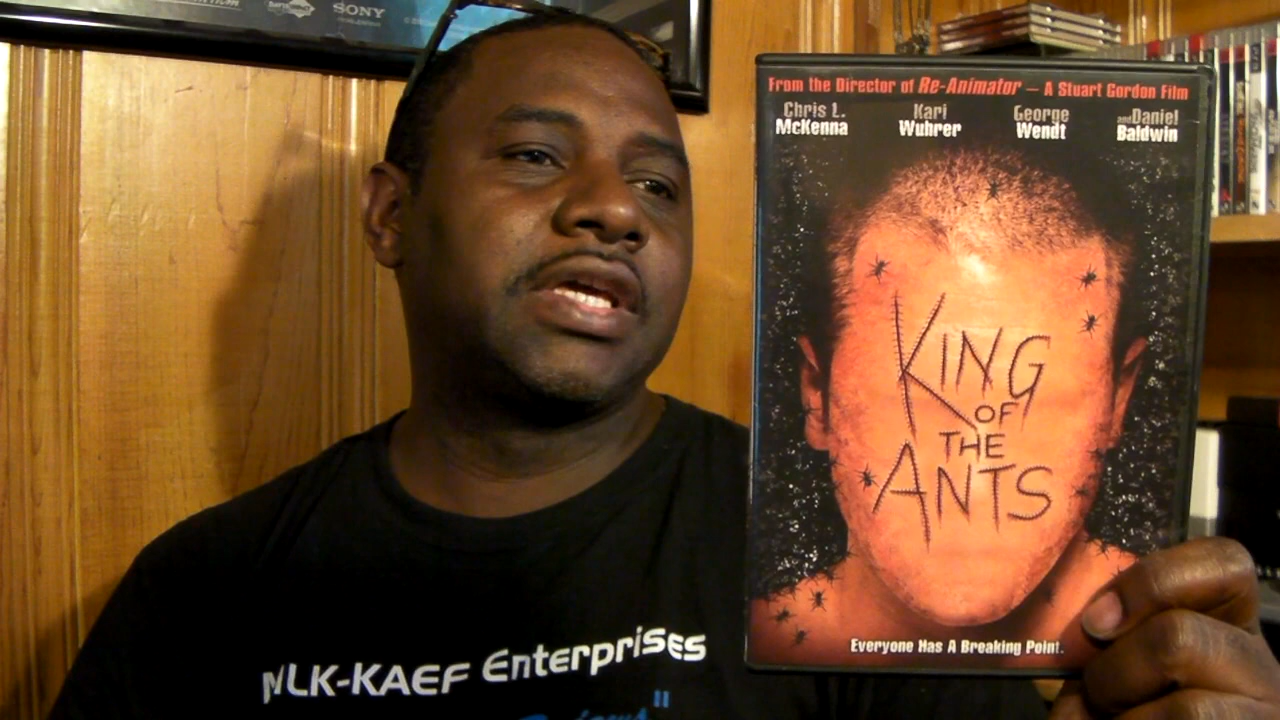 SONY
From the Director of Re-Animator – A Stuart Gordon Film
Chris L. McKenna
Kari Wuhrer
George Wendt
and Daniel Baldwin
KING
OF
THE
ANTS
Everyone Has A Breaking Point.
MLK-KAEF Enterprises